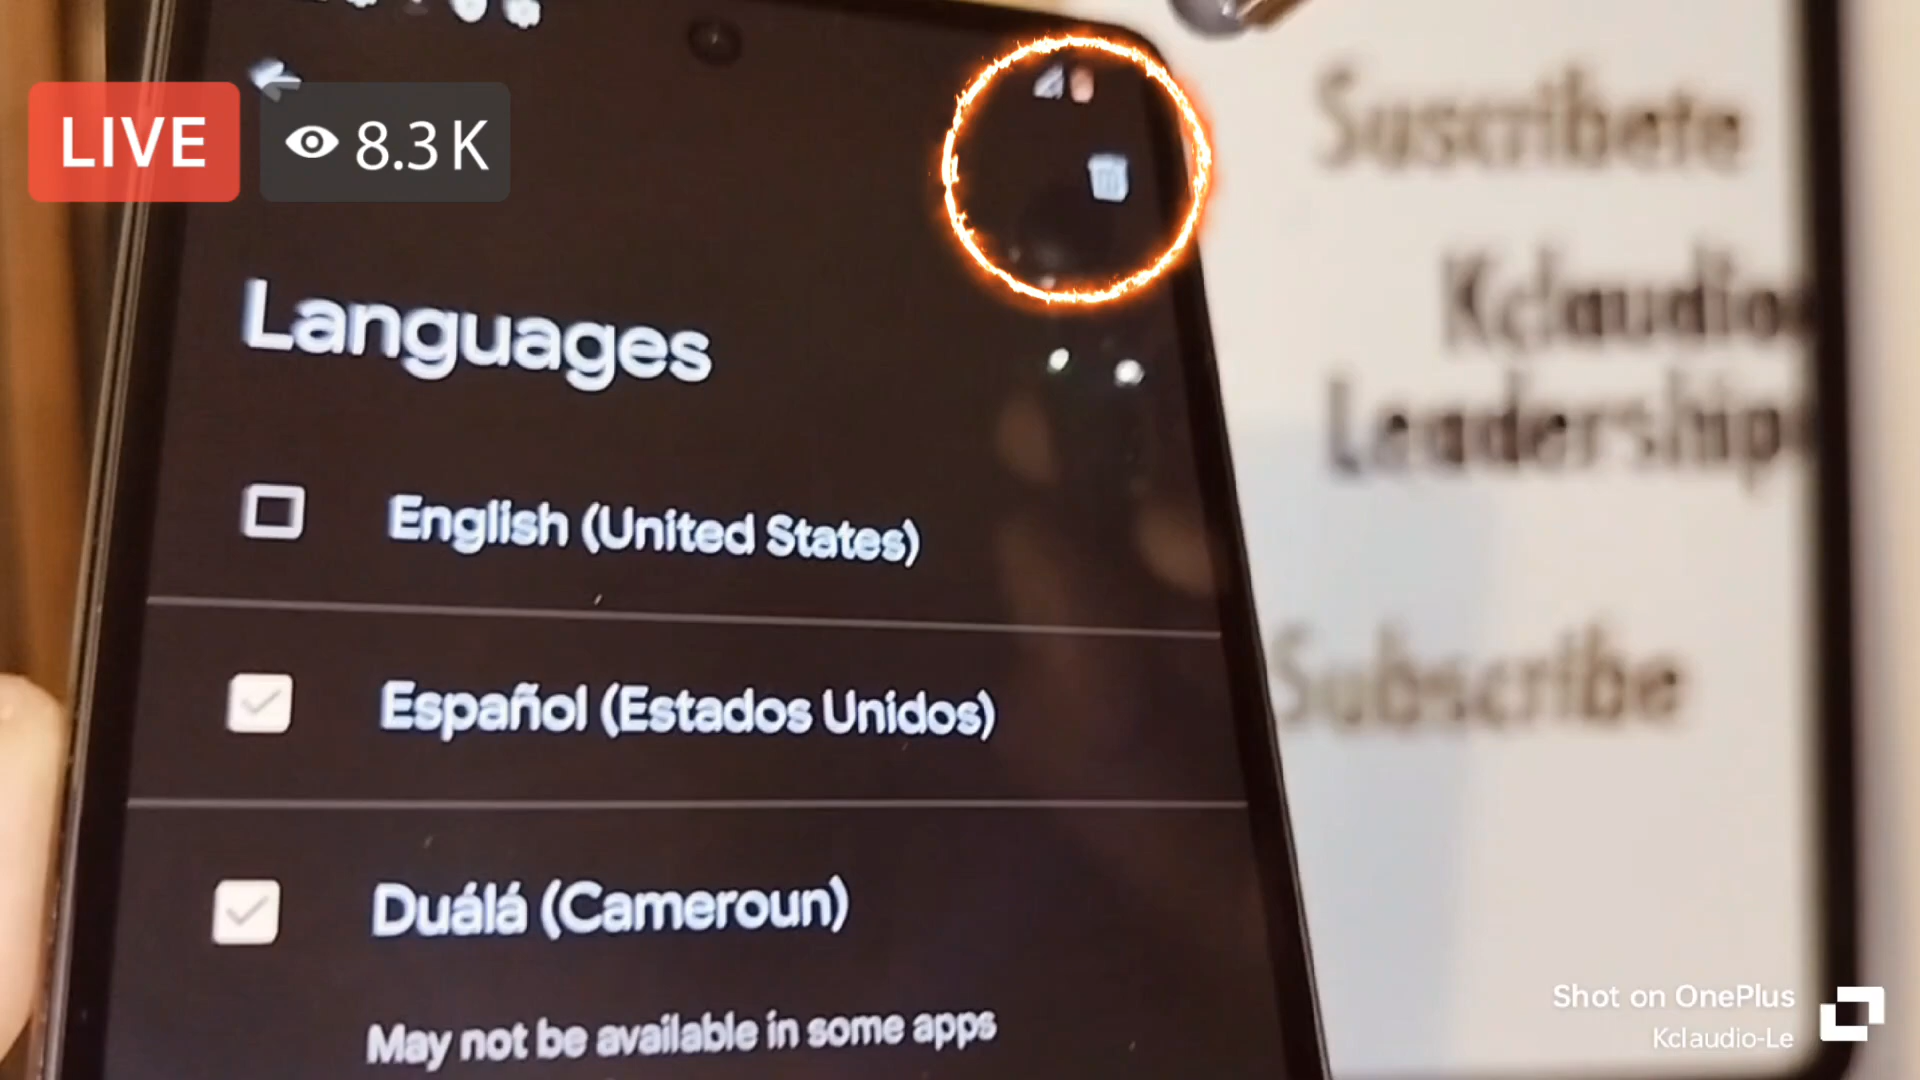 LIVE
8.3K
Languages
English (United States)
Español (Estados Unidos)
Duálá (Cameroun)
May not be available in some apps
Suscribete
Kclaudio
Leadership
Subscribe
Shot on OnePlus
Kclaudio-Le